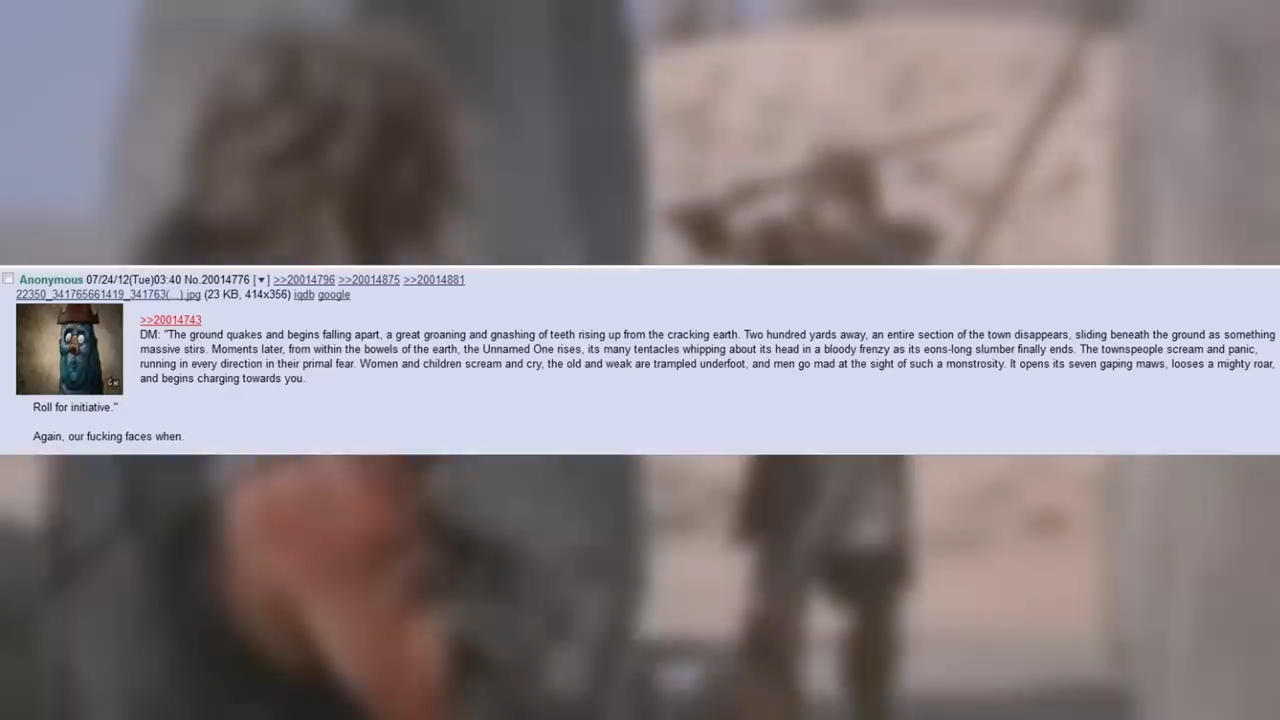 Anonymous 07/24/12(Tue)03:40 No.20014776 [▼] >>20014796 >>20014875 >>20014881
22350_341765661419_341763(...).jpg (23 KB, 414x356) iqdb google
>>20014743
DM: "The ground quakes and begins falling apart, a great groaning and gnashing of teeth rising up from the cracking earth. Two hundred yards away, an entire section of the town disappears, sliding beneath the ground as something
massive stirs. Moments later, from within the bowels of the earth, the Unnamed One rises, its many tentacles whipping about its head in a bloody frenzy as its eons-long slumber finally ends. The townspeople scream and panic,
running in every direction in their primal fear. Women and children scream and cry, the old and weak are trampled underfoot, and men go mad at the sight of such a monstrosity. It opens its seven gaping maws, looses a mighty roar,
and begins charging towards you.
Roll for initiative."
Again, our fucking faces when.